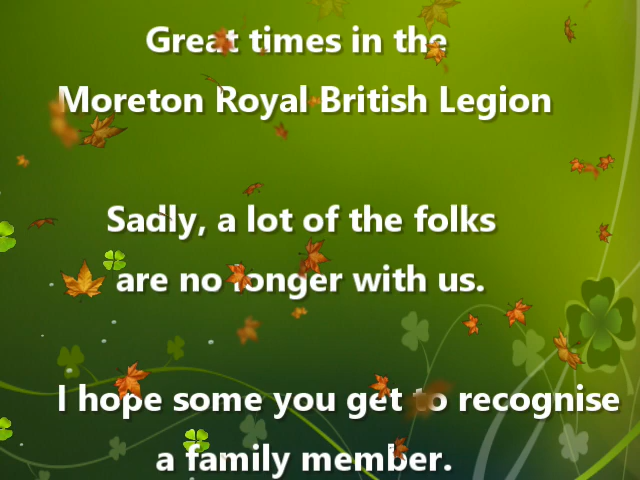 Great times in the
Moreton Royal British Legion
Sadly, a lot of the folks
are no longer with us.
I hope some you get to recognise
a family member.